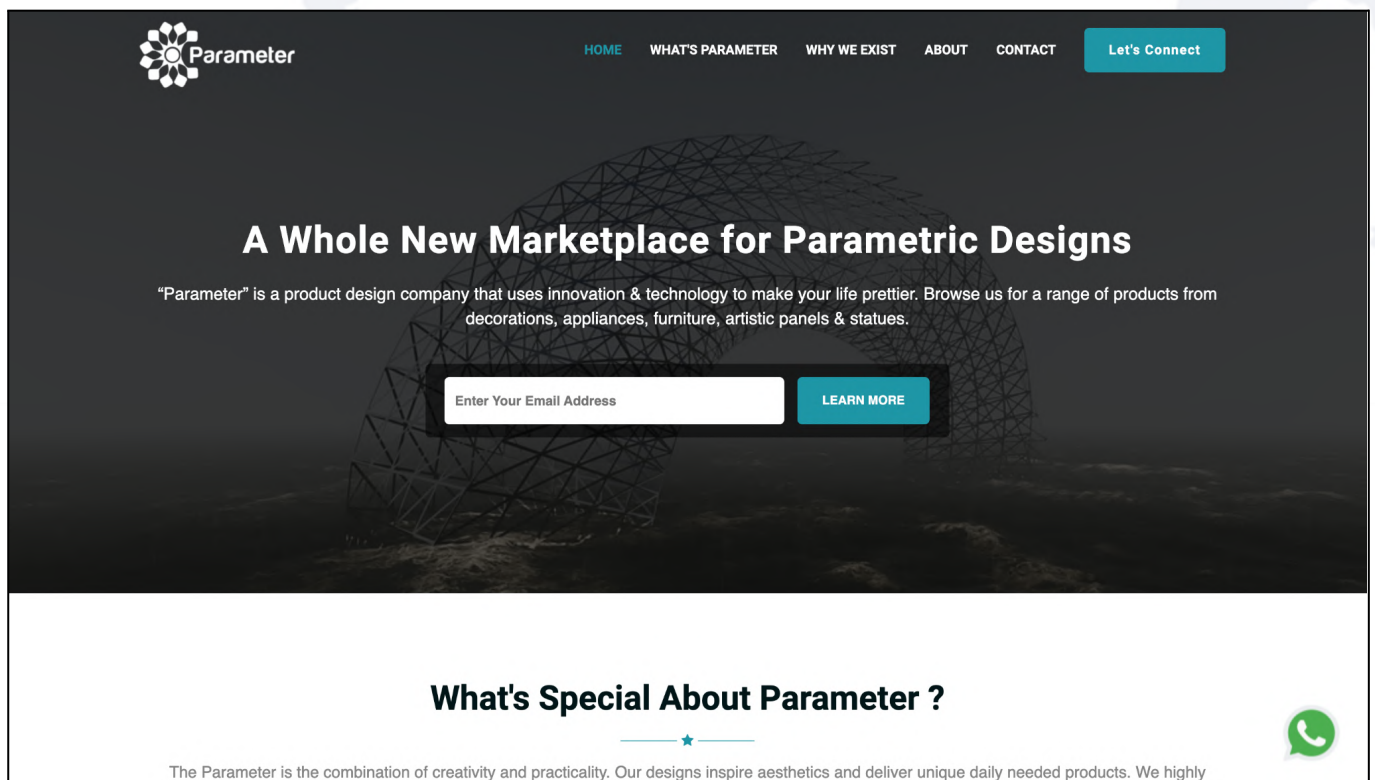 Parameter
HOME
WHAT'S PARAMETER
WHY WE EXIST
ABOUT
CONTACT
Let's Connect
A Whole New Marketplace for Parametric Designs
“Parameter” is a product design company that uses innovation & technology to make your life prettier. Browse us for a range of products from
decorations, appliances, furniture, artistic panels & statues.
Enter Your Email Address
LEARN MORE
What's Special About Parameter ?
The Parameter is the combination of creativity and practicality. Our designs inspire aesthetics and deliver unique daily needed products. We highly